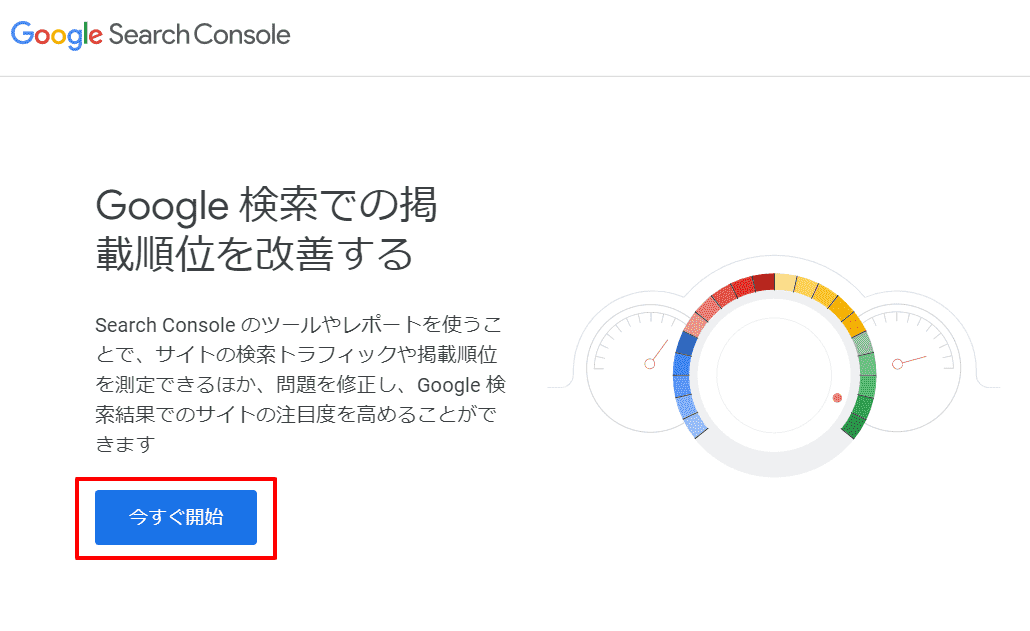 Google Search Console
Google 検索での掲
載順位を改善する
Search Console のツールやレポートを使うこ
とで、サイトの検索トラフィックや掲載順位
を測定できるほか、問題を修正し、Google 検
索結果でのサイトの注目度を高めることがで
きます
今すぐ開始